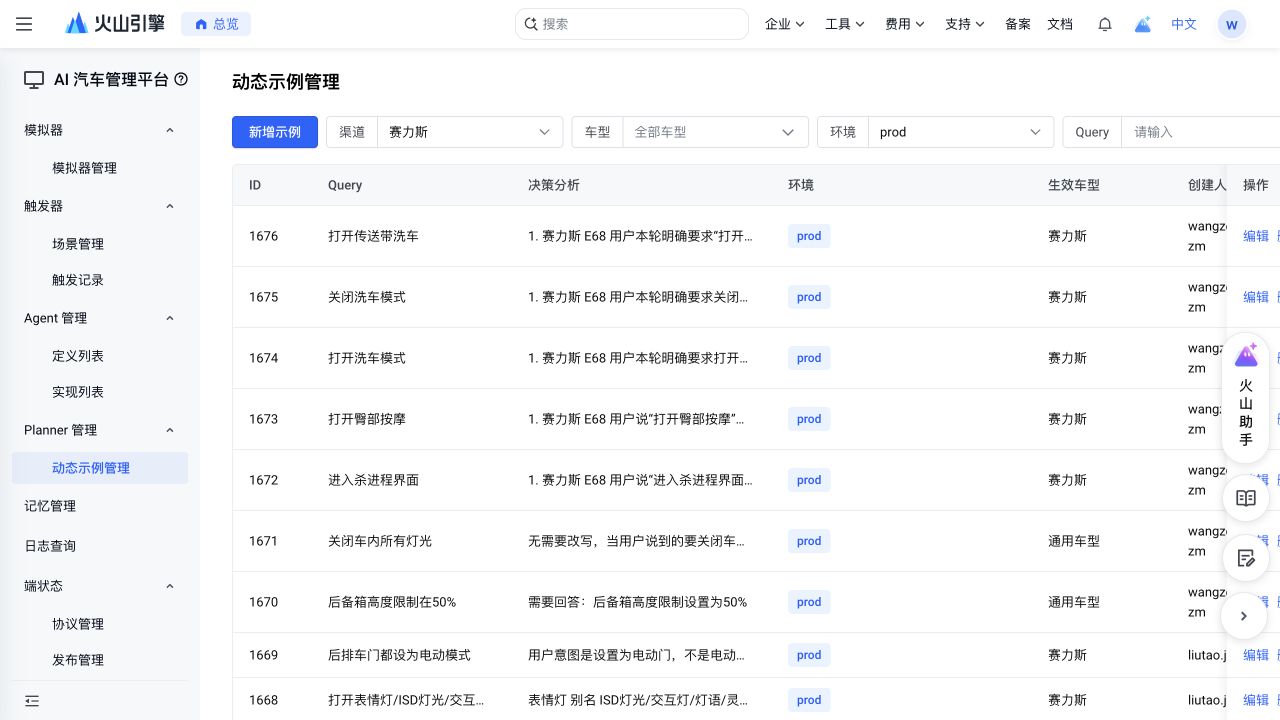 火山引擎
总览
搜索
企业
工具
费用
支持
备案
文档
中文
W
AI 汽车管理平台
模拟器
模拟器管理
触发器
场景管理
触发记录
Agent 管理
定义列表
实现列表
Planner 管理
动态示例管理
记忆管理
日志查询
端状态
协议管理
发布管理
动态示例管理
新增示例 渠道 赛力斯 车型 全部车型 环境 prod Query 请输入
ID Query 决策分析 环境 生效车型 创建人 操作
1676 打开传送带洗车 1. 赛力斯 E68 用户本轮明确要求“打开... prod 赛力斯 wangzezm 编辑
1675 关闭洗车模式 1. 赛力斯 E68 用户本轮明确要求关闭... prod 赛力斯 wangzezm 编辑
1674 打开洗车模式 1. 赛力斯 E68 用户本轮明确要求打开... prod 赛力斯 wangz zm
1673 打开臀部按摩 1. 赛力斯 E68 用户说“打开臀部按摩”... prod 赛力斯 wangz zm
1672 进入杀进程界面 1. 赛力斯 E68 用户说“进入杀进程界面... prod 赛力斯 wangz zm
1671 关闭车内所有灯光 无需要改写，当用户说到的要关闭车... prod 通用车型 wangz zm
1670 后备箱高度限制在50% 需要回答：后备箱高度限制设置为50% prod 通用车型 wangz zm
1669 后排车门都设为电动模式 用户意图是设置为电动门，不是电动... prod 赛力斯 liutao.j 编辑
1668 打开表情灯/ISD灯光/交互... 表情灯 别名 ISD灯光/交互灯/灯语/灵... prod 赛力斯 liutao.j 编辑
火山助手